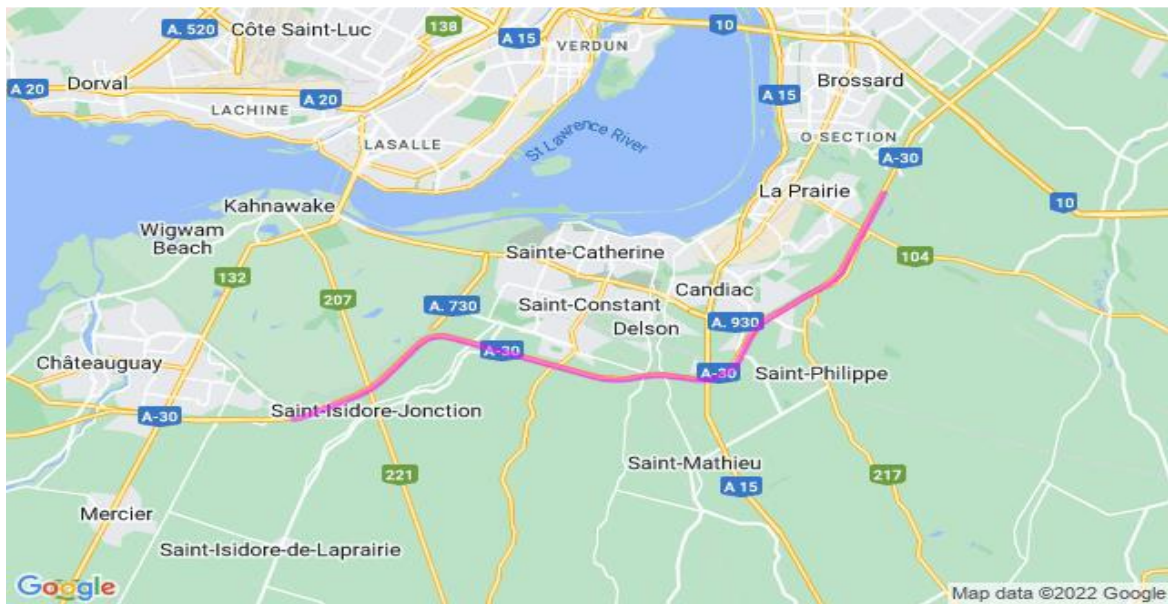 A. 520
Côte Saint-Luc
138
A 15
VERDUN
10
Dorval
A 20
LACHINE
A 20
LASALLE
St Lawrence River
A 15
Brossard
O SECTION
A-30
La Prairie
10
Kahnawake
Wigwam
Beach
132
207
Sainte-Catherine
104
A. 730
Saint-Constant
Candiac
Delson
A. 930
Châteauguay
A-30
A-30
Saint-Philippe
A-30
Saint-Isidore-Jonction
221
Saint-Mathieu
A 15
217
Mercier
Saint-Isidore-de-Laprairie
Google
Map data ©2022 Google